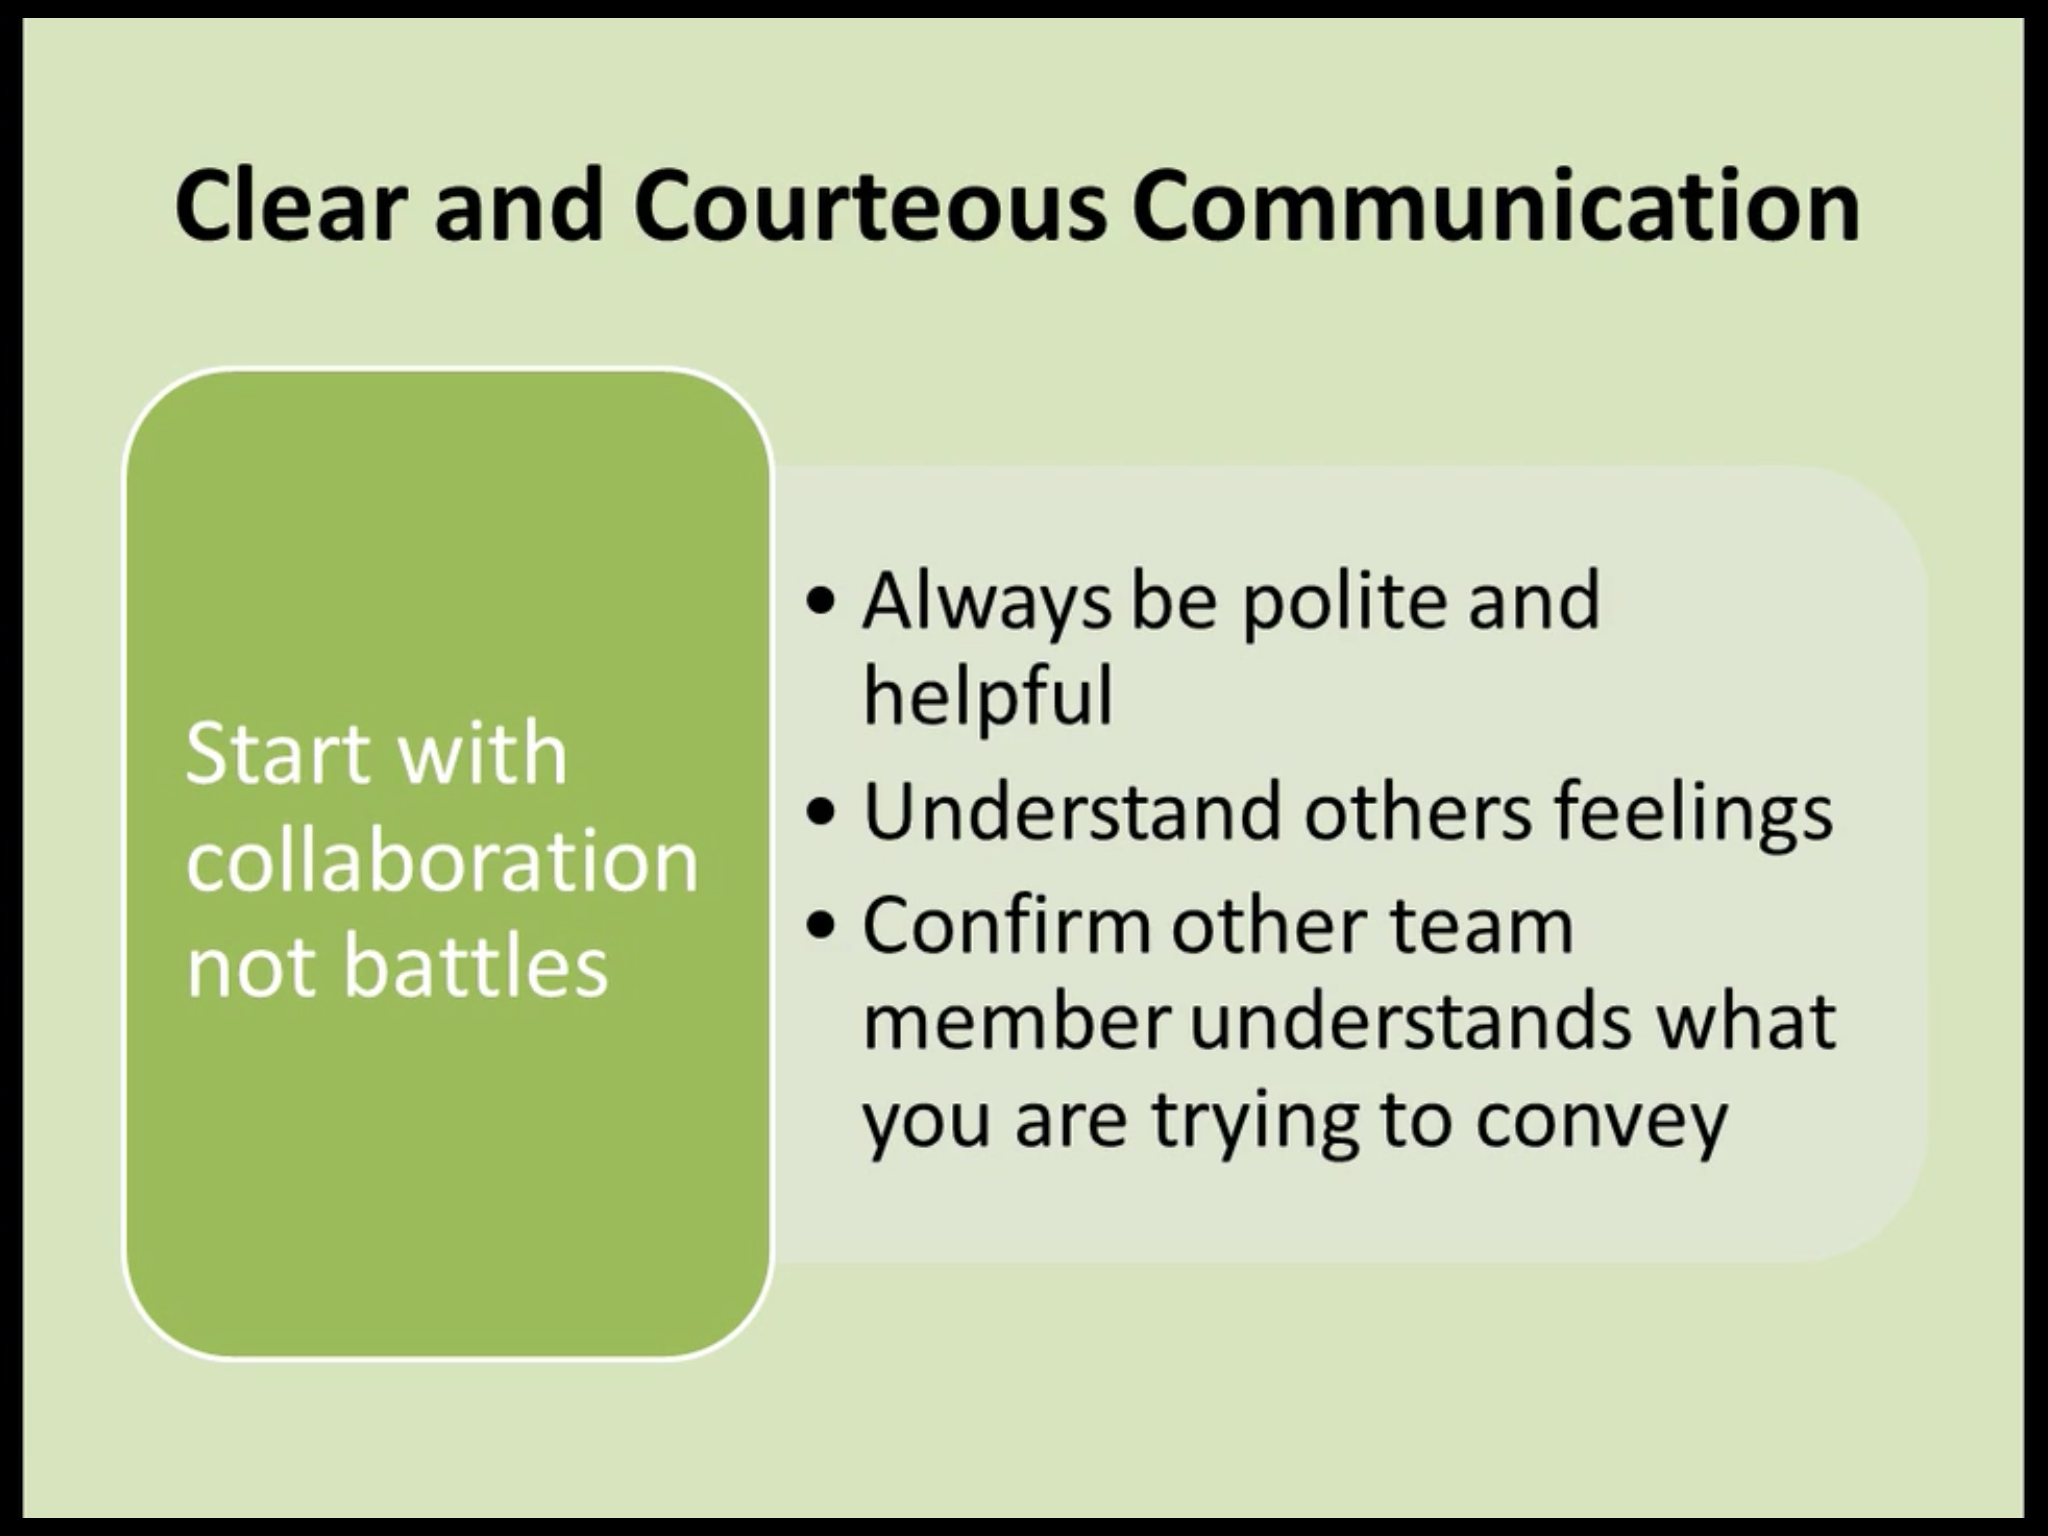 Clear and Courteous Communication
Start with
collaboration
not battles
• Always be polite and
helpful
• Understand others feelings
• Confirm other team
member understands what
you are trying to convey